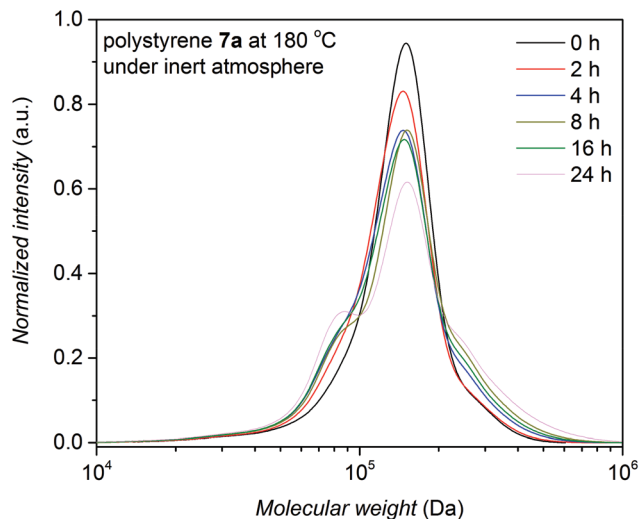 polystyrene 7a at 180 °C
under inert atmosphere
0 h
2 h
4 h
8 h
16 h
24 h
Normalized intensity (a.u.)
1.0
0.8
0.6
0.4
0.2
0.0
10⁴
10⁵
10⁶
Molecular weight (Da)